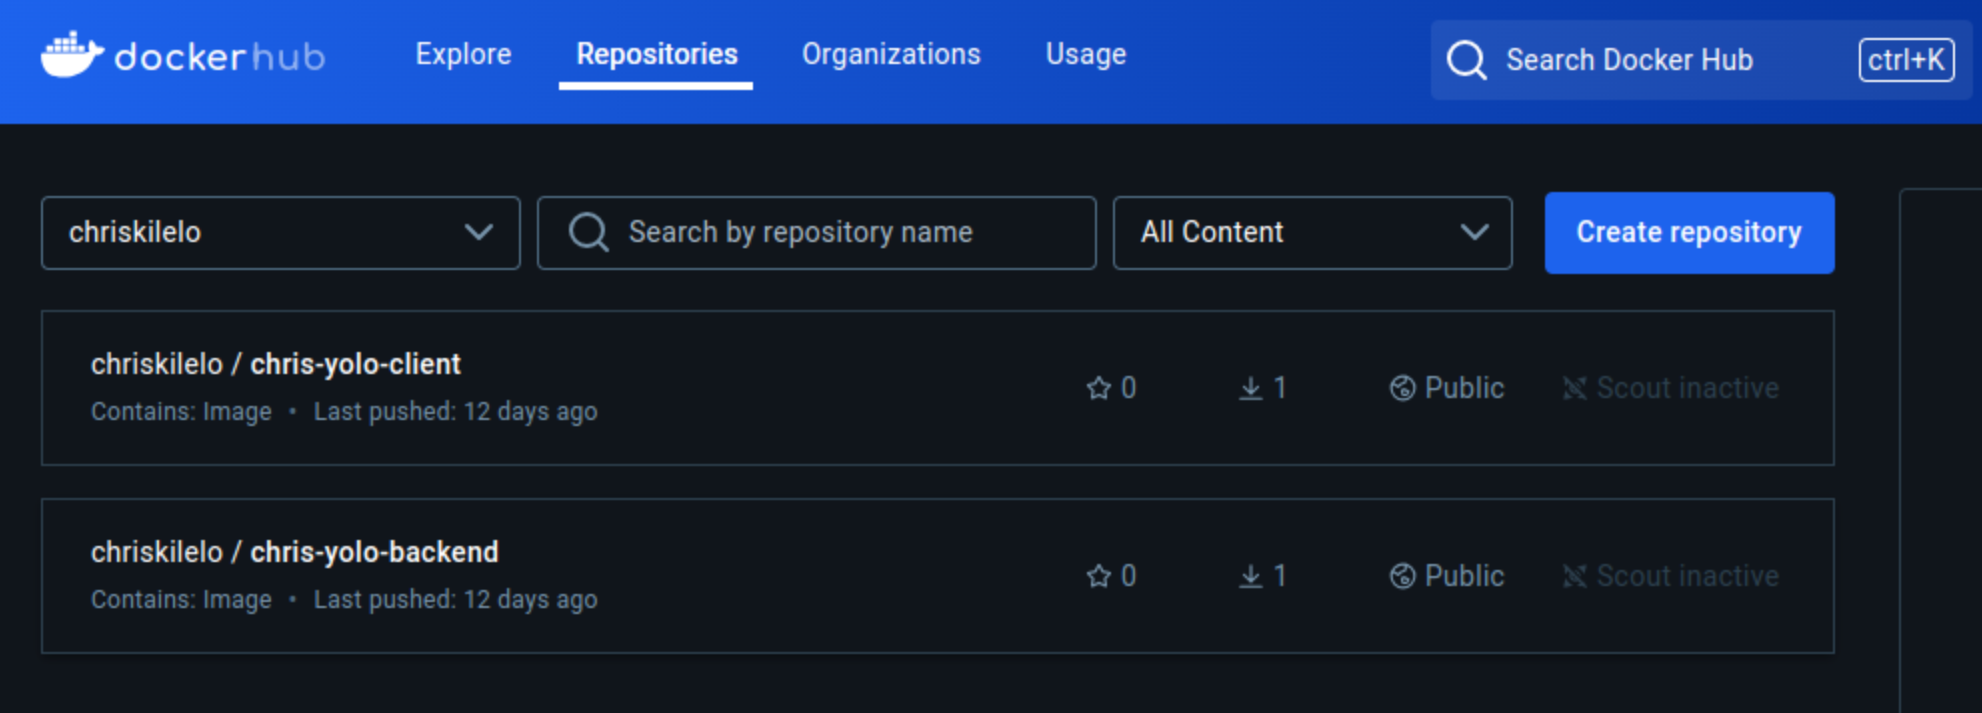 dockerhub Explore Repositories Organizations Usage Search Docker Hub ctrl+K
chriskilelo Search by repository name All Content Create repository
chriskilelo / chris-yolo-client
Contains: Image • Last pushed: 12 days ago
0 1 Public Scout inactive
chriskilelo / chris-yolo-backend
Contains: Image • Last pushed: 12 days ago
0 1 Public Scout inactive